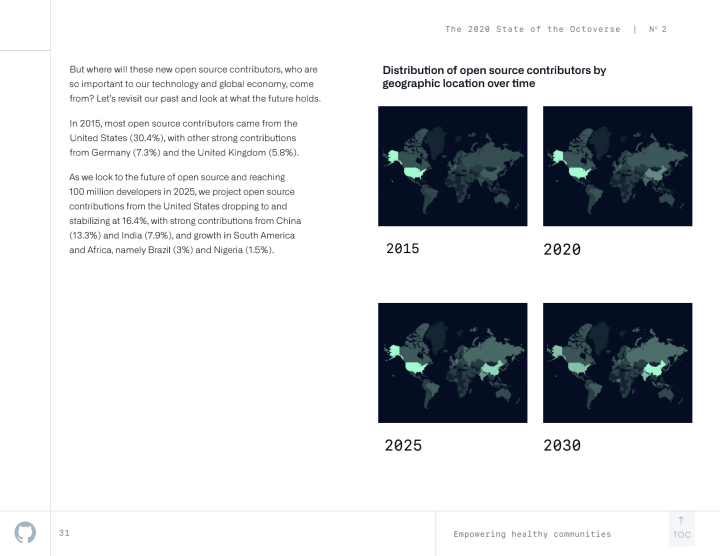 The 2020 State of the Octoverse | Nº 2
But where will these new open source contributors, who are
so important to our technology and global economy, come
from? Let's revisit our past and look at what the future holds.
In 2015, most open source contributors came from the
United States (30.4%), with other strong contributions
from Germany (7.3%) and the United Kingdom (5.8%).
As we look to the future of open source and reaching
100 million developers in 2025, we project open source
contributions from the United States dropping to and
stabilizing at 16.4%, with strong contributions from China
(13.3%) and India (7.9%), and growth in South America
and Africa, namely Brazil (3%) and Nigeria (1.5%).
Distribution of open source contributors by
geographic location over time
2015
2020
2025
2030
31
Empowering healthy communities
↑
TOC